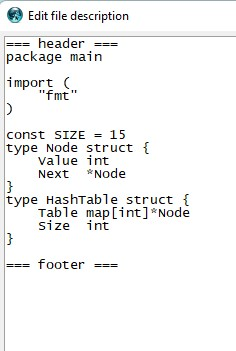 Edit file description
=== header ===
package main
import (
    "fmt"
)
const SIZE = 15
type Node struct {
    Value int
    Next  *Node
}
type HashTable struct {
    Table map[int]*Node
    Size  int
}
=== footer ===